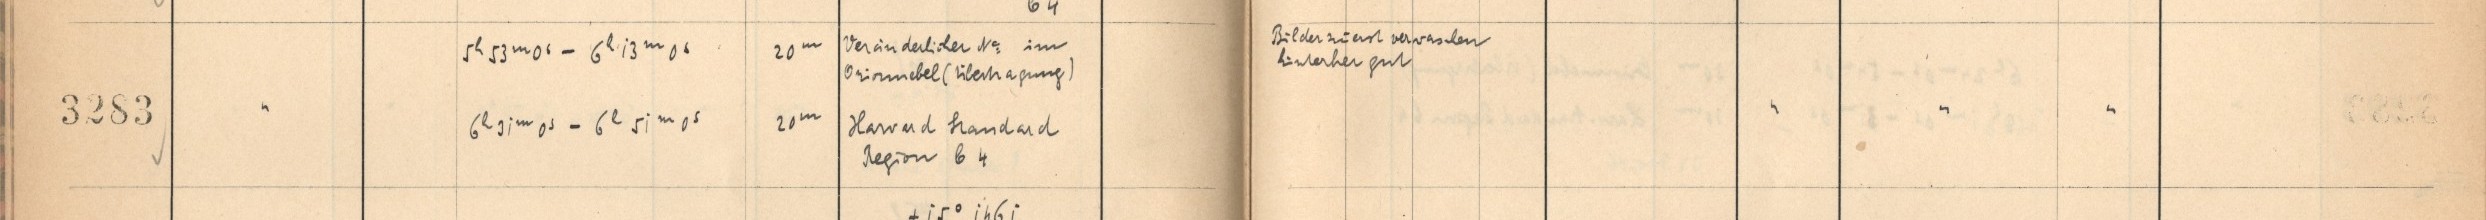 64
5h 53m 0s – 6h 13m 0s 20m Veränderlicher Nr. im
Orionnebel (Übertragung)
Bilder zuerst verwaschen
hinterher gut
3283 " " " "
6h 31m 0s – 6h 51m 0s 20m Harvard Standard
Region C 4
+ 15° 1461